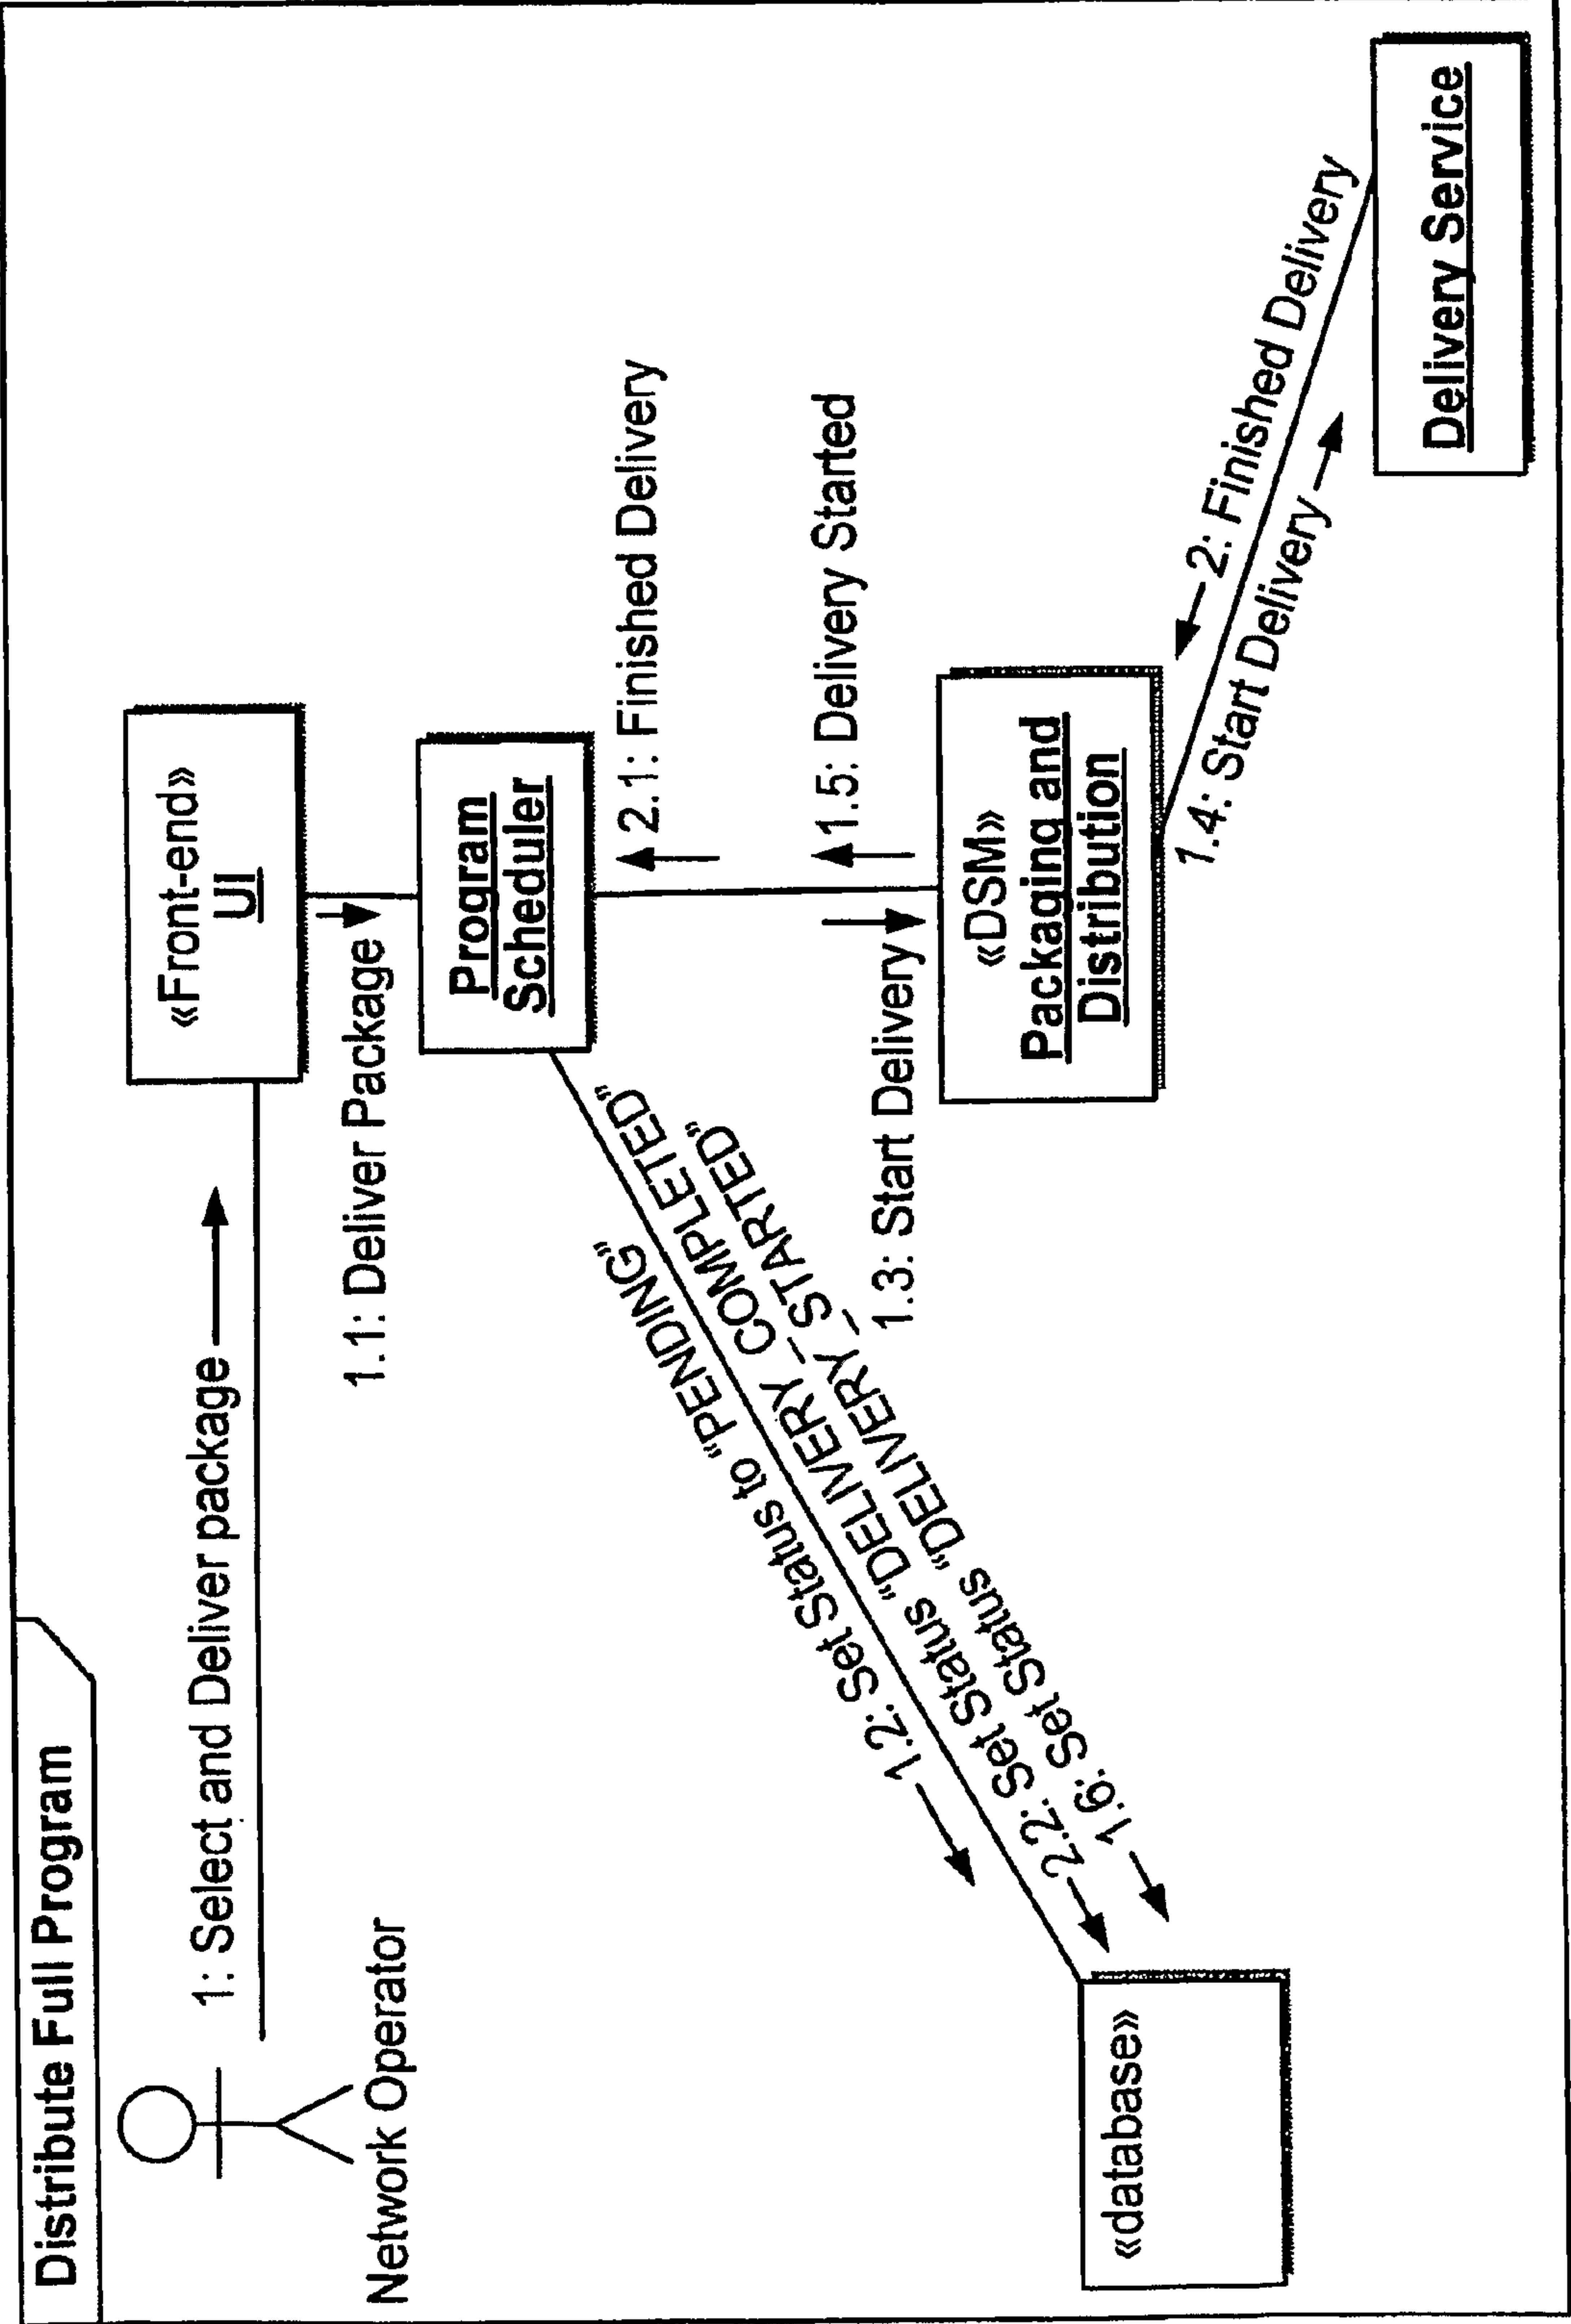 Distribute Full Program
Network Operator
1: Select and Deliver package
«Front-end»
UI
1.1: Deliver Package
Program
Scheduler
2.1: Finished Delivery
1.5: Delivery Started
1.3: Start Delivery
1.2: Set Status to “PENDING”
2.2: Set Status “DELIVERY_COMPLETED”
1.6: Set Status “DELIVERY_STARTED”
«database»
«DSM»
Packaging and
Distribution
2: Finished Delivery
1.4: Start Delivery
Delivery Service